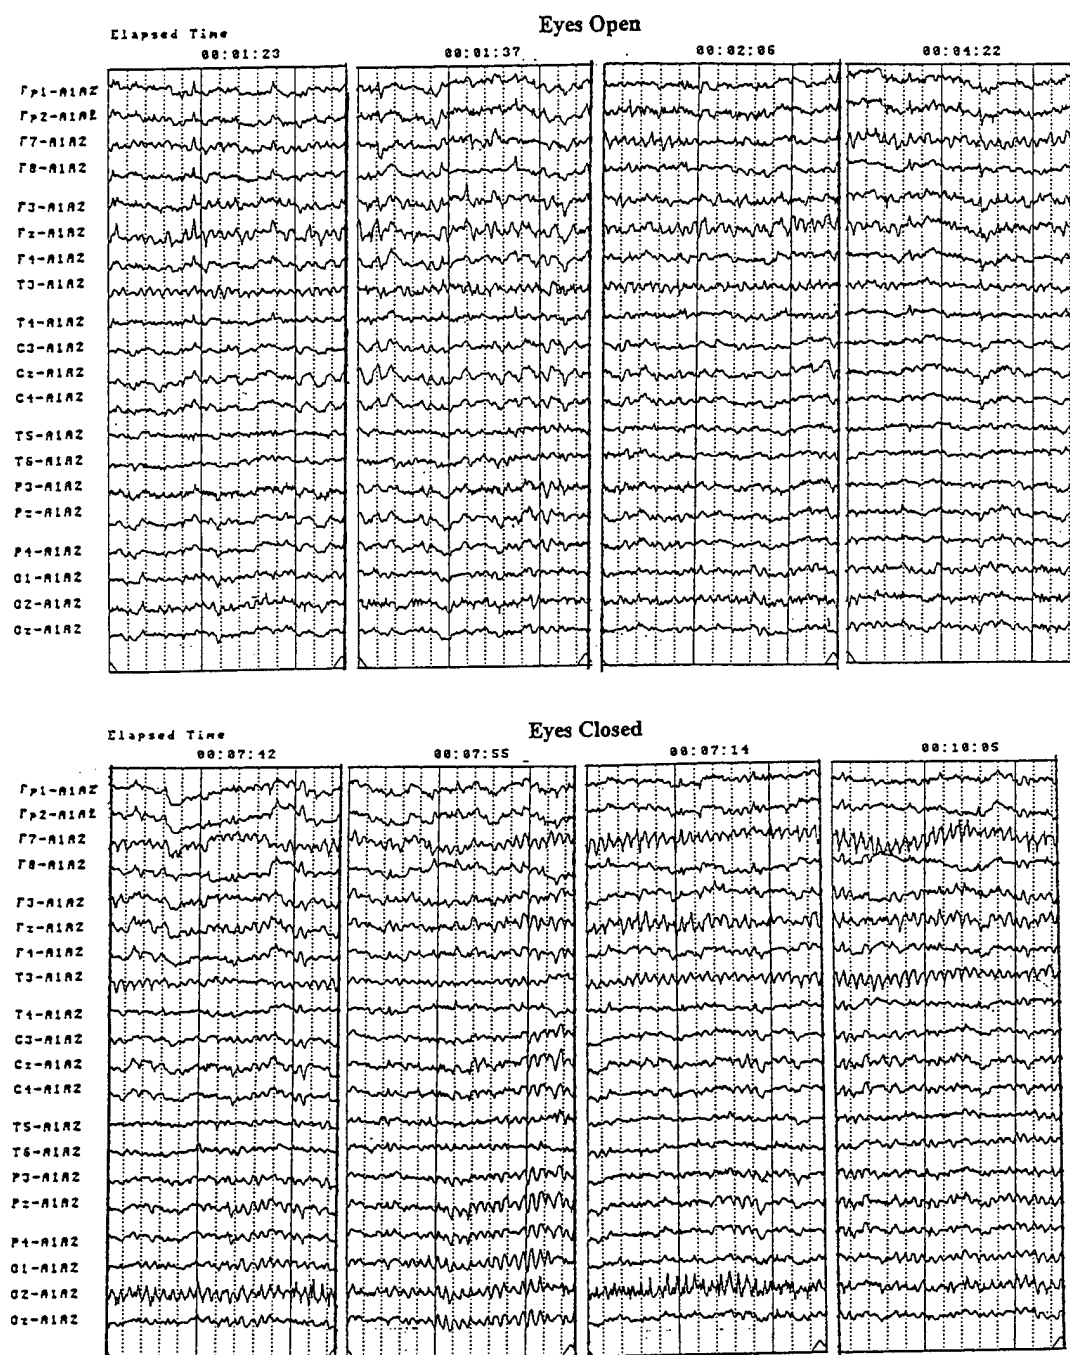 Eyes Open
Elapsed Time
00:01:23 00:01:37 00:02:06 00:04:22
Fp1-A1A2
Fp2-A1A2
F7-A1A2
F8-A1A2
F3-A1A2
Fz-A1A2
F4-A1A2
T3-A1A2
T4-A1A2
C3-A1A2
Cz-A1A2
C4-A1A2
T5-A1A2
T6-A1A2
P3-A1A2
Pz-A1A2
P4-A1A2
O1-A1A2
O2-A1A2
Oz-A1A2
Eyes Closed
Elapsed Time
00:07:42 00:07:55 00:07:14 00:10:05
Fp1-A1A2
Fp2-A1A2
F7-A1A2
F8-A1A2
F3-A1A2
Fz-A1A2
F4-A1A2
T3-A1A2
T4-A1A2
C3-A1A2
Cz-A1A2
C4-A1A2
T5-A1A2
T6-A1A2
P3-A1A2
Pz-A1A2
P4-A1A2
O1-A1A2
O2-A1A2
Oz-A1A2